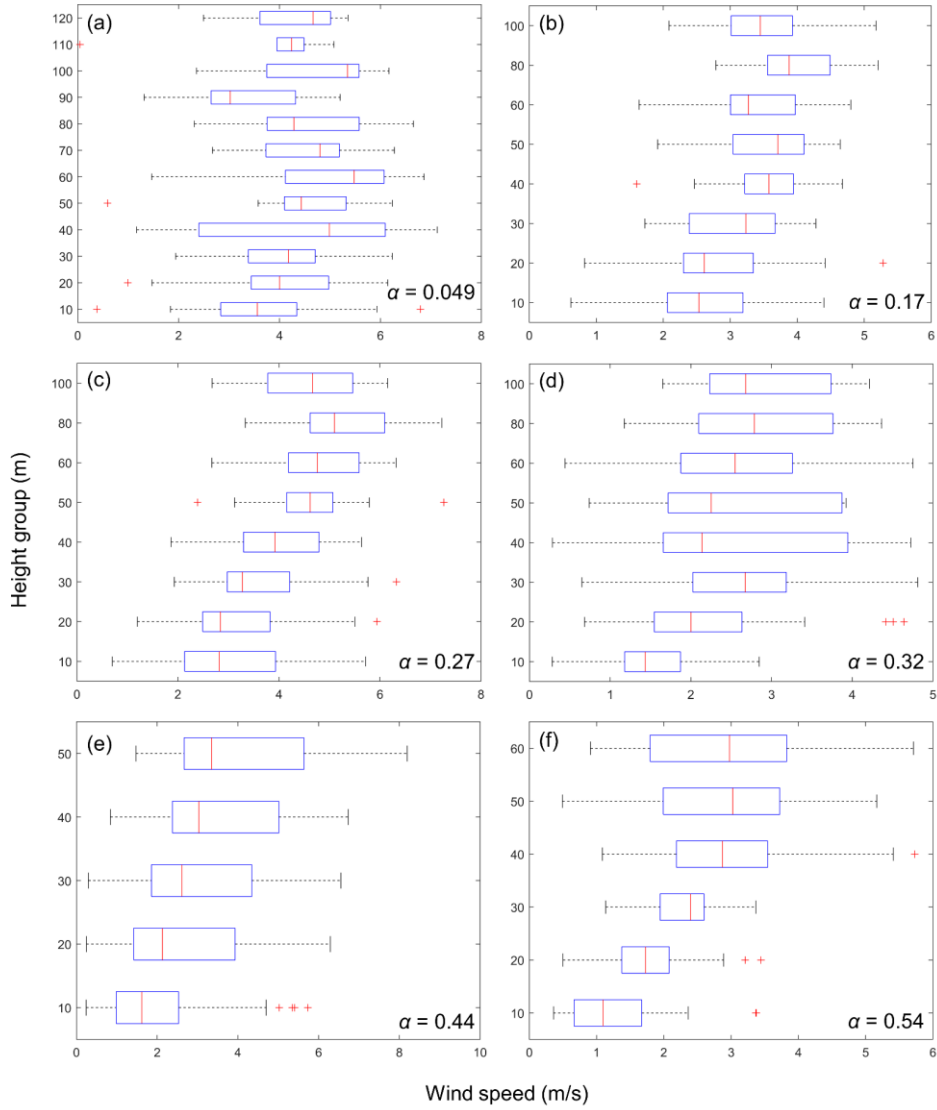 (a)
120
110
100
90
80
70
60
50
40
30
20
10
α = 0.049
0 2 4 6 8
(b)
100
80
60
50
40
30
20
10
α = 0.17
0 1 2 3 4 5 6
(c)
100
80
60
50
40
30
20
10
α = 0.27
0 2 4 6 8
(d)
100
80
60
50
40
30
20
10
α = 0.32
0 1 2 3 4 5
Height group (m)
(e)
50
40
30
20
10
α = 0.44
0 2 4 6 8 10
(f)
60
50
40
30
20
10
α = 0.54
0 1 2 3 4 5 6
Wind speed (m/s)